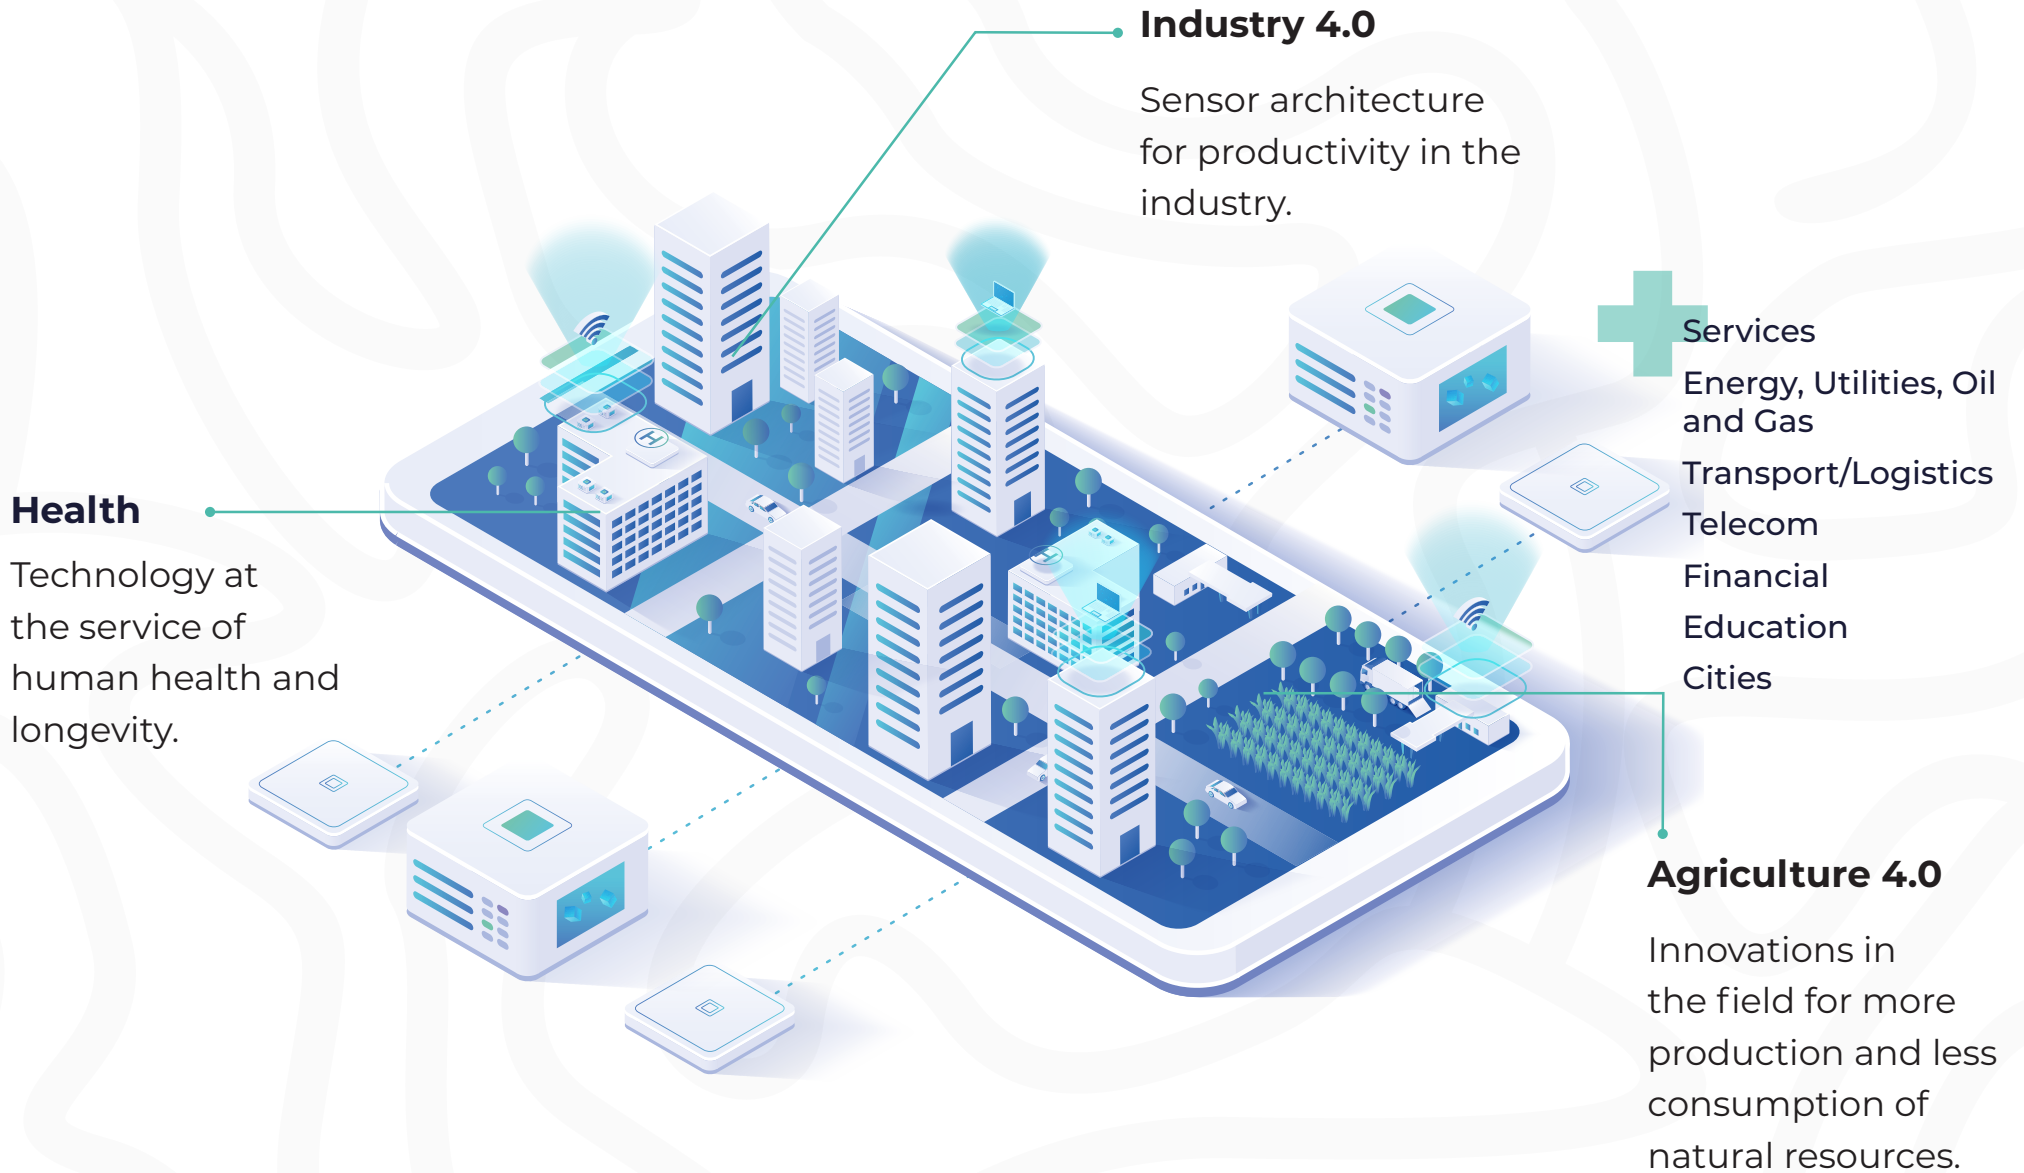 Industry 4.0
Sensor architecture
for productivity in the
industry.
Services
Energy, Utilities, Oil
and Gas
Transport/Logistics
Telecom
Financial
Education
Cities
Health
Technology at
the service of
human health and
longevity.
H
H
Agriculture 4.0
Innovations in
the field for more
production and less
consumption of
natural resources.